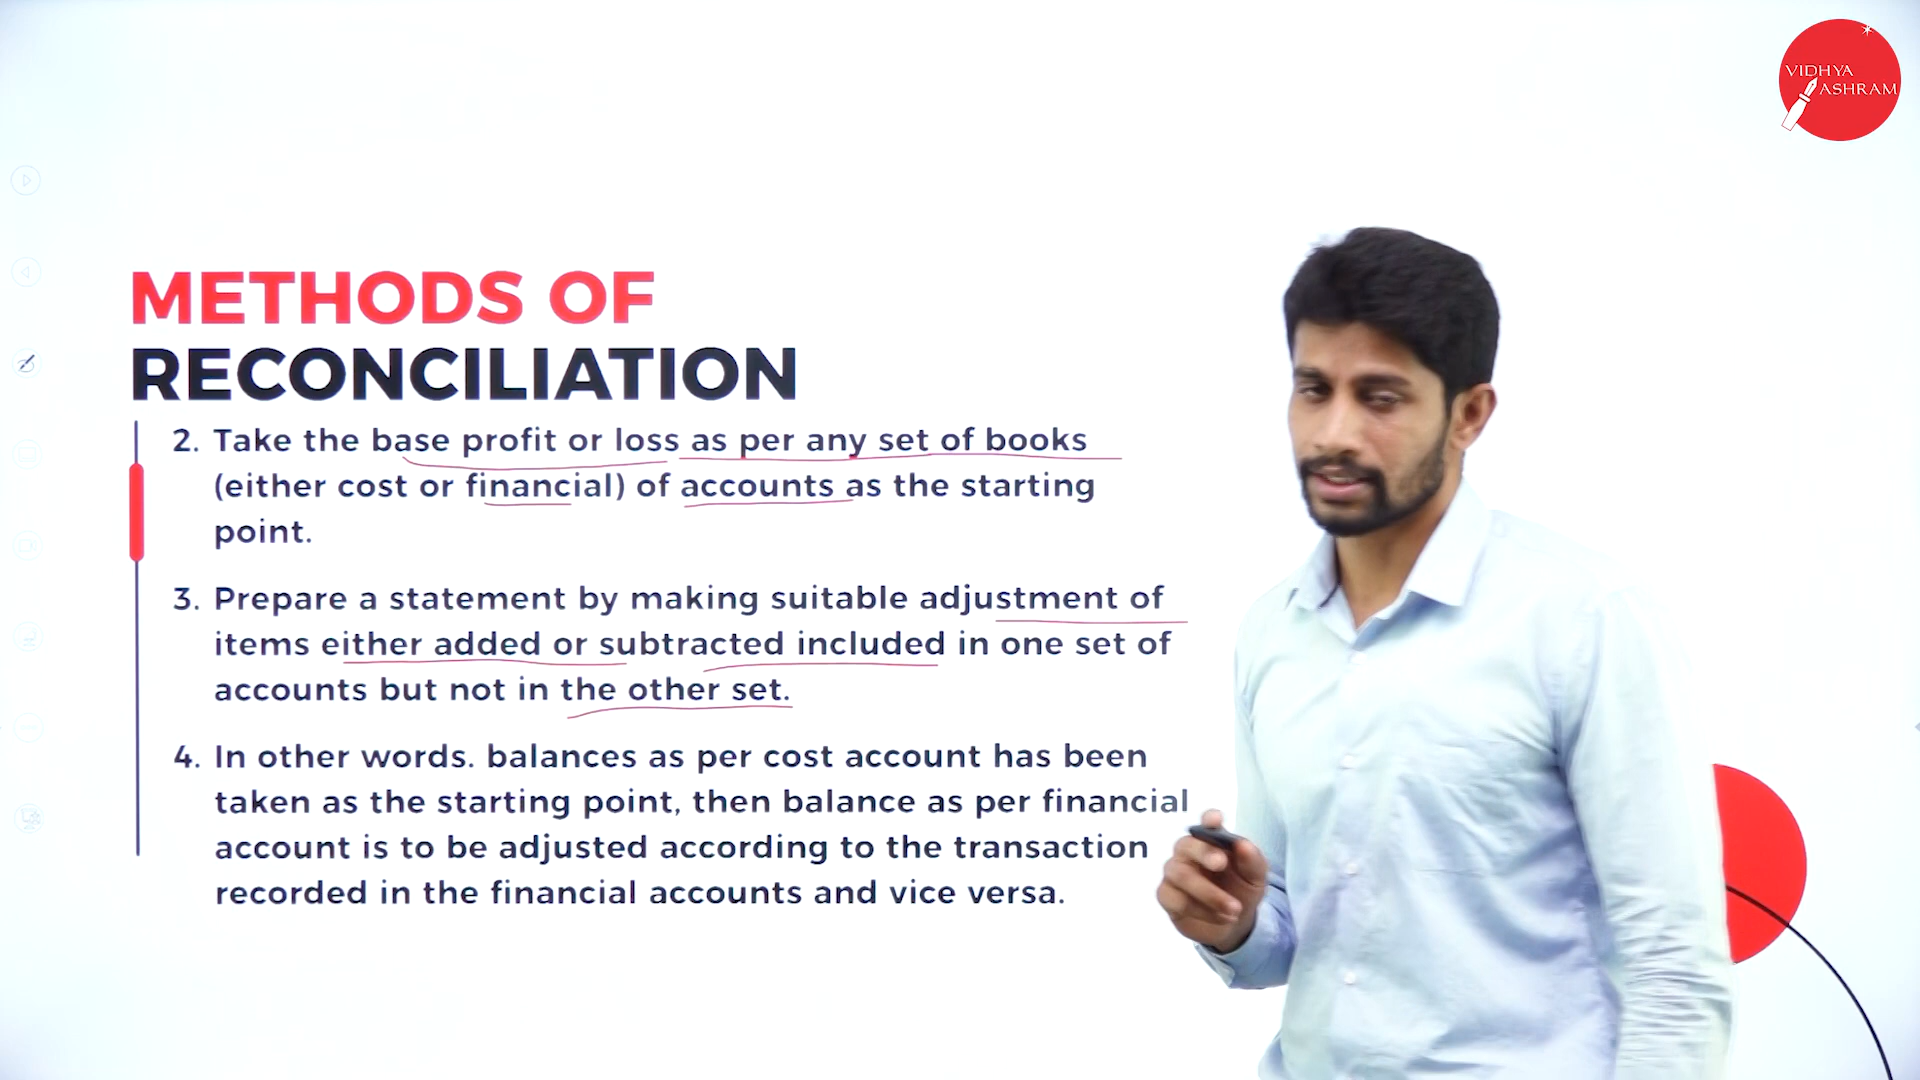 VIDHYA
ASHRAM
METHODS OF
RECONCILIATION
2. Take the base profit or loss as per any set of books
(either cost or financial) of accounts as the starting
point.
3. Prepare a statement by making suitable adjustment of
items either added or subtracted included in one set of
accounts but not in the other set.
4. In other words. balances as per cost account has been
taken as the starting point, then balance as per financial
account is to be adjusted according to the transaction
recorded in the financial accounts and vice versa.